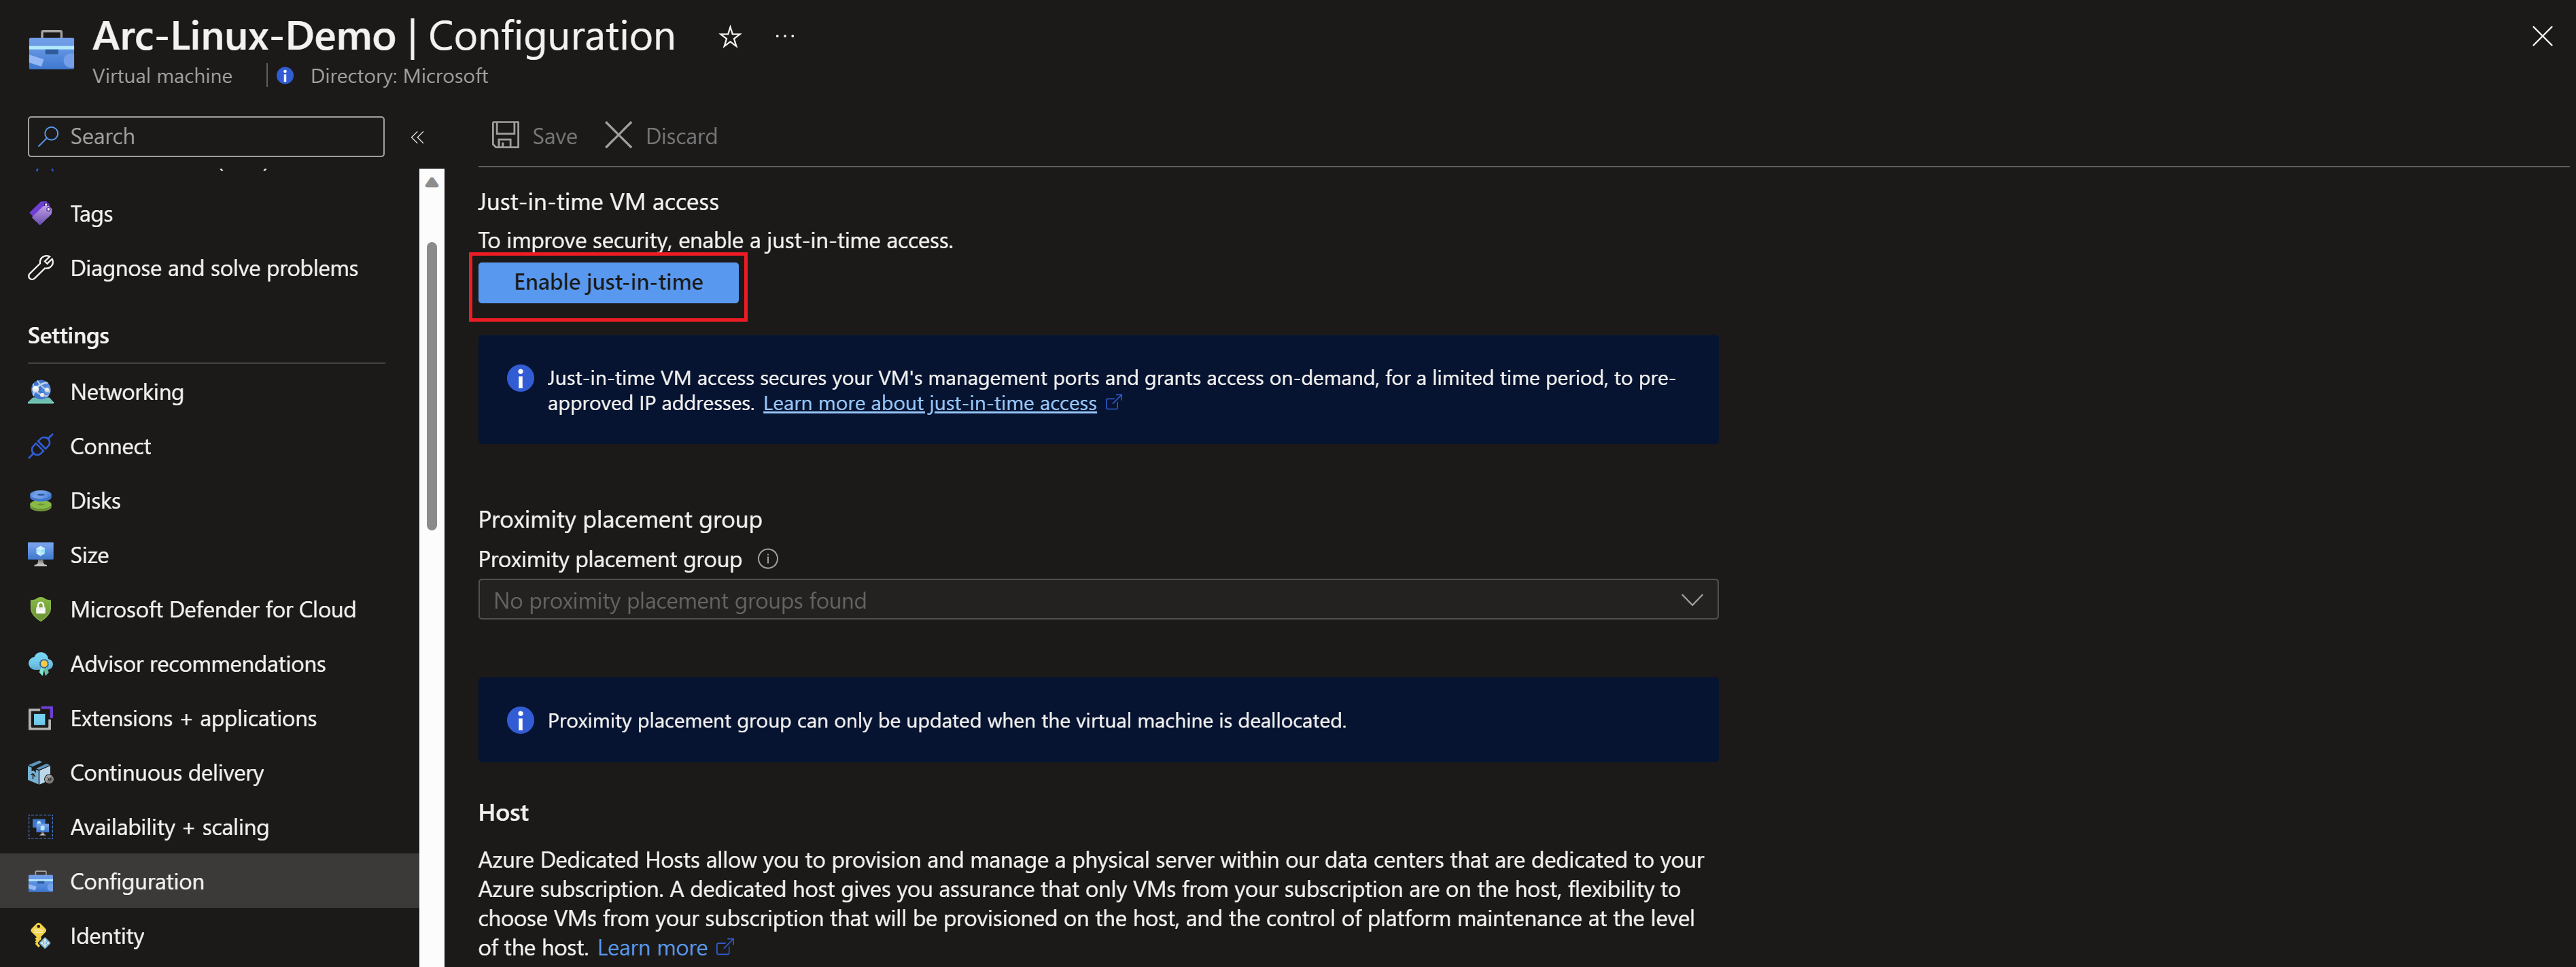 Arc-Linux-Demo | Configuration
Virtual machine
Directory: Microsoft
Search
Tags
Diagnose and solve problems
Settings
Networking
Connect
Disks
Size
Microsoft Defender for Cloud
Advisor recommendations
Extensions + applications
Continuous delivery
Availability + scaling
Configuration
Identity
Save
Discard
Just-in-time VM access
To improve security, enable a just-in-time access.
Enable just-in-time
Just-in-time VM access secures your VM's management ports and grants access on-demand, for a limited time period, to pre-
approved IP addresses. Learn more about just-in-time access
Proximity placement group
Proximity placement group
No proximity placement groups found
Proximity placement group can only be updated when the virtual machine is deallocated.
Host
Azure Dedicated Hosts allow you to provision and manage a physical server within our data centers that are dedicated to your
Azure subscription. A dedicated host gives you assurance that only VMs from your subscription are on the host, flexibility to
choose VMs from your subscription that will be provisioned on the host, and the control of platform maintenance at the level
of the host. Learn more